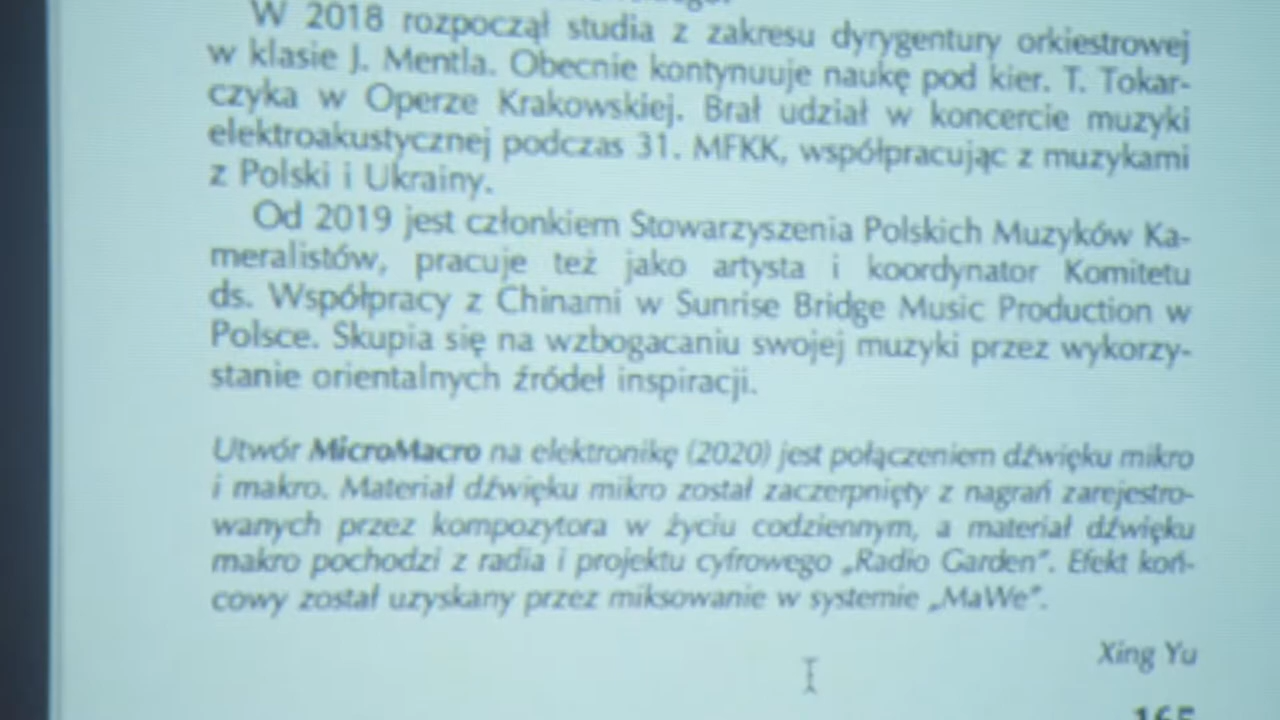 W 2018 rozpoczął studia z zakresu dyrygentury orkiestrowej
w klasie J. Mentla. Obecnie kontynuuje naukę pod kier. T. Tokar-
czyka w Operze Krakowskiej. Brał udział w koncercie muzyki
elektroakustycznej podczas 31. MFKK, współpracując z muzykami
z Polski i Ukrainy.
Od 2019 jest członkiem Stowarzyszenia Polskich Muzyków Ka-
meralistów, pracuje też jako artysta i koordynator Komitetu
ds. Współpracy z Chinami w Sunrise Bridge Music Production w
Polsce. Skupia się na wzbogacaniu swojej muzyki przez wykorzy-
stanie orientalnych źródeł inspiracji.
Utwór MicroMacro na elektronikę (2020) jest połączeniem dźwięku mikro
i makro. Materiał dźwięku mikro został zaczerpnięty z nagrań zarejestro-
wanych przez kompozytora w życiu codziennym, a materiał dźwięku
makro pochodzi z radia i projektu cyfrowego „Radio Garden”. Efekt koń-
cowy został uzyskany przez miksowanie w systemie „MaWe”.
Xing Yu
165